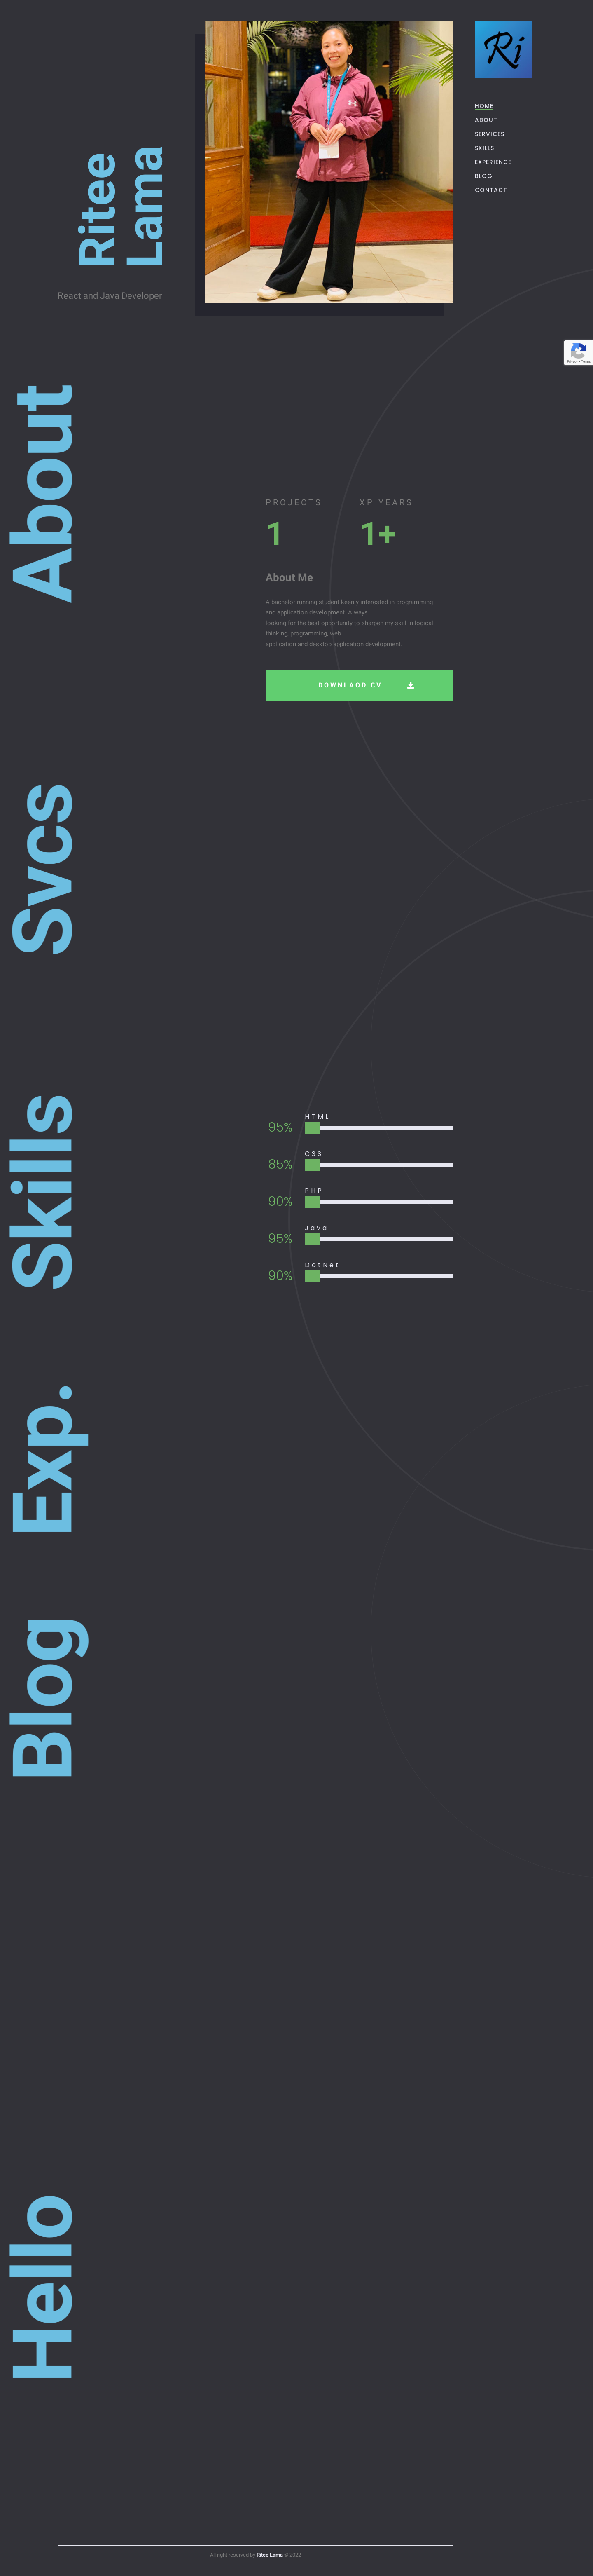 Ri
HOME
ABOUT
SERVICES
SKILLS
EXPERIENCE
BLOG
CONTACT
Ritee
Lama
React and Java Developer
Privacy - Terms
About
PROJECTS
1
XP YEARS
1+
About Me
A bachelor running student keenly interested in programming
and application development. Always
looking for the best opportunity to sharpen my skill in logical
thinking, programming, web
application and desktop application development.
DOWNLAOD CV
Svcs
Skills
HTML
95%
CSS
85%
PHP
90%
Java
95%
DotNet
90%
Exp.
Blog
Hello
All right reserved by Ritee Lama © 2022